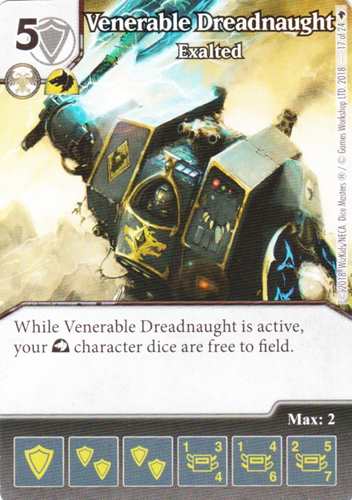 5
Venerable Dreadnaught
Exalted
©2018 WizKids/NECA Dice Masters ® / © Games Workshop LTD. 2018 17 of 24
While Venerable Dreadnaught is active,
your character dice are free to field.
Max: 2
1 3 4
1 4 6
2 5 7